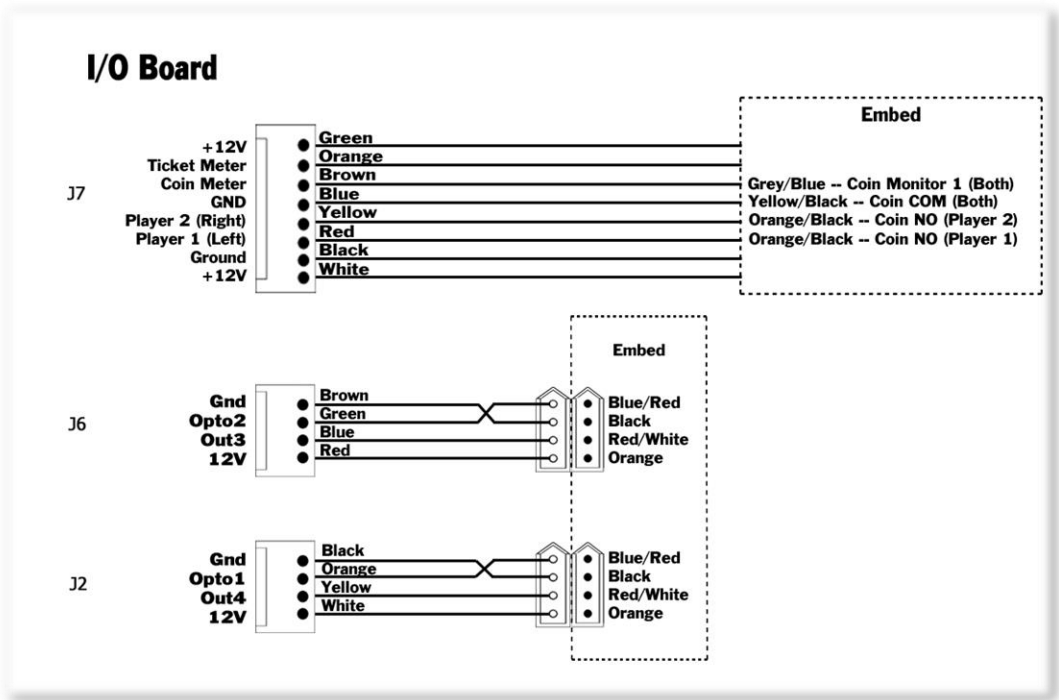 I/O Board
Embed
J7
+12V Green
Ticket Meter Orange
Coin Meter Brown Grey/Blue -- Coin Monitor 1 (Both)
GND Blue Yellow/Black -- Coin COM (Both)
Player 2 (Right) Yellow Orange/Black -- Coin NO (Player 2)
Player 1 (Left) Red Orange/Black -- Coin NO (Player 1)
Ground Black
+12V White
Embed
J6
Gnd Brown Blue/Red
Opto2 Green Black
Out3 Blue Red/White
12V Red Orange
J2
Gnd Black Blue/Red
Opto1 Orange Black
Out4 Yellow Red/White
12V White Orange